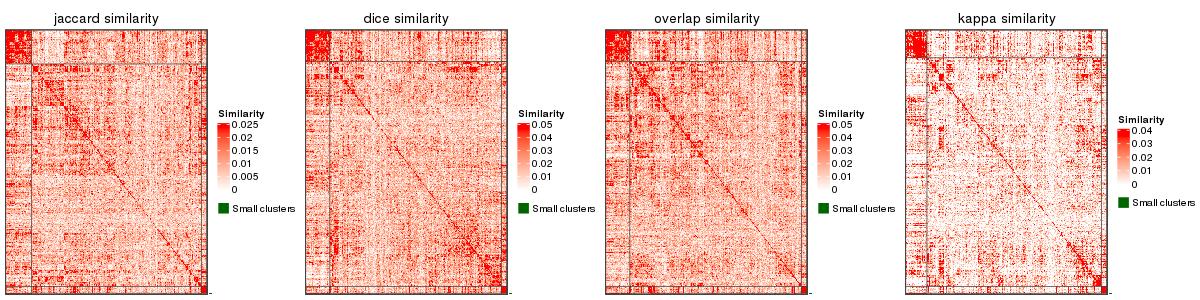 jaccard similarity
Similarity
0.025
0.02
0.015
0.01
0.005
0
Small clusters
dice similarity
Similarity
0.05
0.04
0.03
0.02
0.01
0
Small clusters
overlap similarity
Similarity
0.05
0.04
0.03
0.02
0.01
0
Small clusters
kappa similarity
Similarity
0.04
0.03
0.02
0.01
0
Small clusters